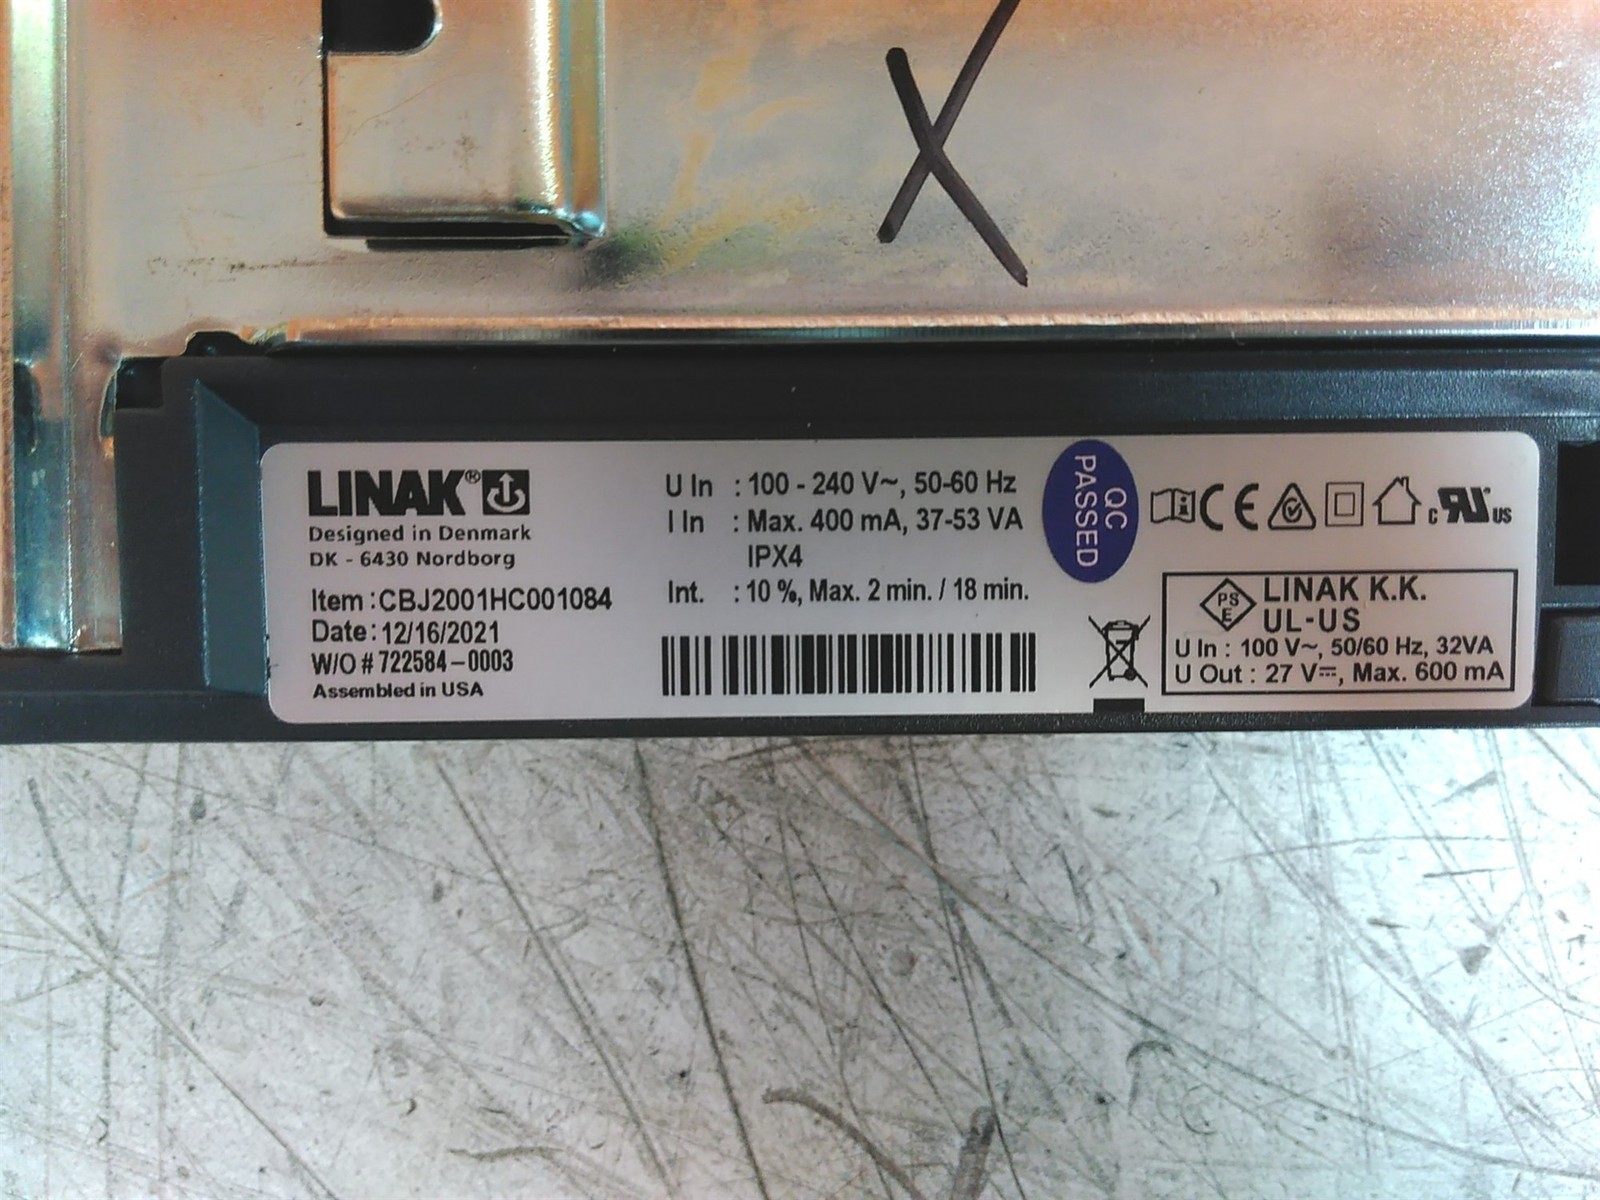 X
LINAK®
Designed in Denmark
DK - 6430 Nordborg
Item : CBJ2001HC001084
Date : 12/16/2021
W/O # 722584-0003
Assembled in USA
U In : 100 - 240 V~, 50-60 Hz
I In : Max. 400 mA, 37-53 VA
IPX4
Int. : 10 %, Max. 2 min. / 18 min.
QC
PASSED
i
CE
c RU us
PS
E
LINAK K.K.
UL-US
U In : 100 V~, 50/60 Hz, 32VA
U Out : 27 V⎓, Max. 600 mA